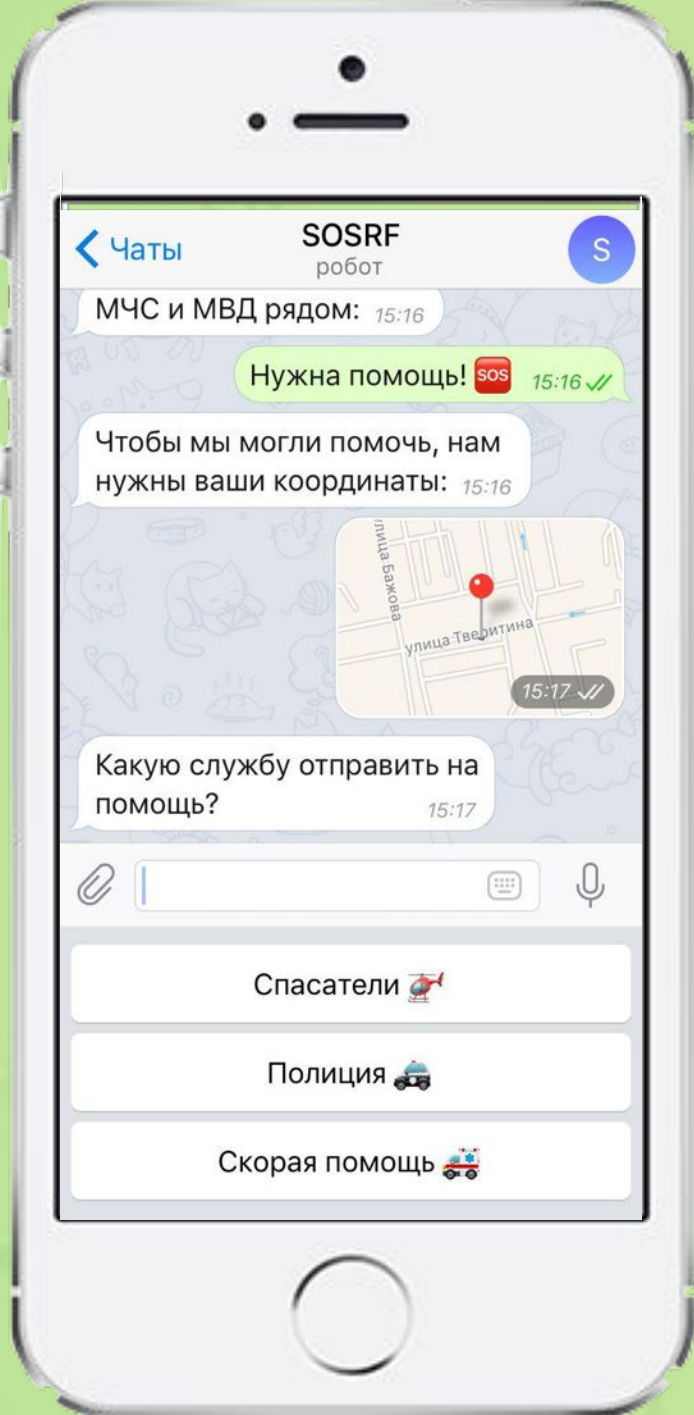 Чаты
SOSRF
робот
S
МЧС и МВД рядом: 15:16
Нужна помощь! SOS 15:16
Чтобы мы могли помочь, нам
нужны ваши координаты: 15:16
улица Бажова
улица Тверитина
15:17
Какую службу отправить на
помощь? 15:17
Спасатели
Полиция
Скорая помощь